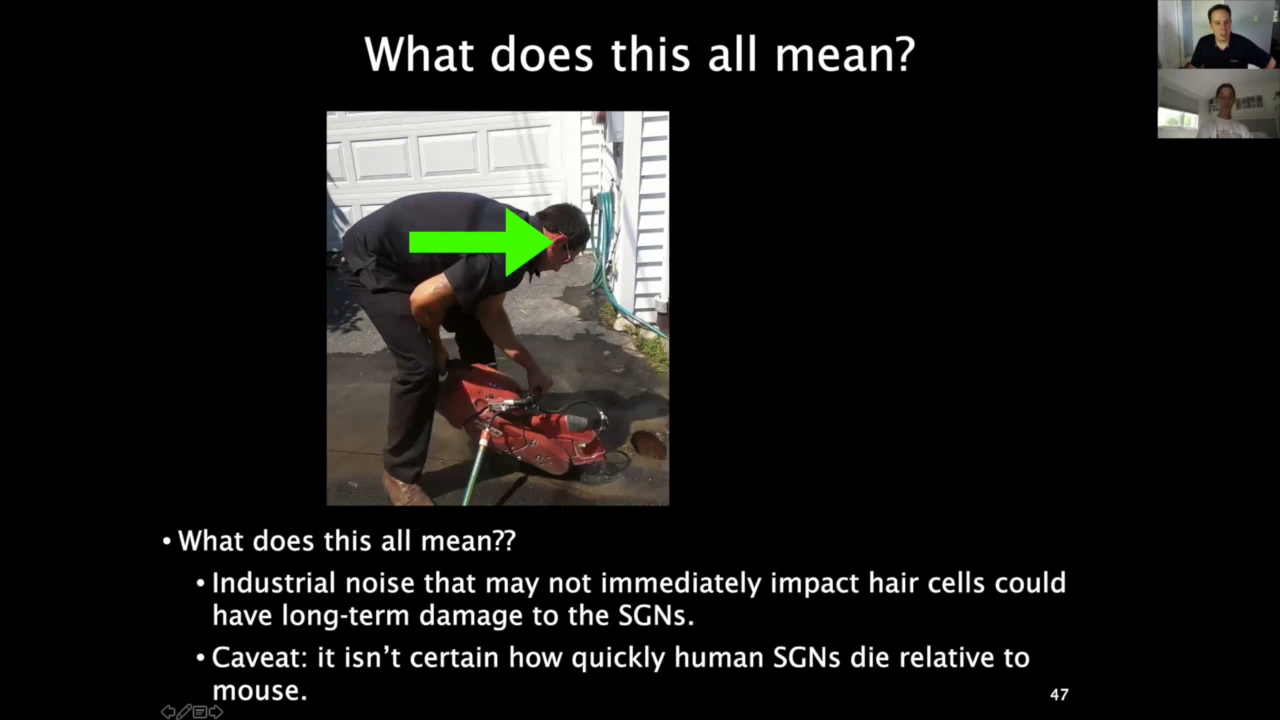 What does this all mean?
• What does this all mean??
• Industrial noise that may not immediately impact hair cells could
have long-term damage to the SGNs.
• Caveat: it isn’t certain how quickly human SGNs die relative to
mouse.
47